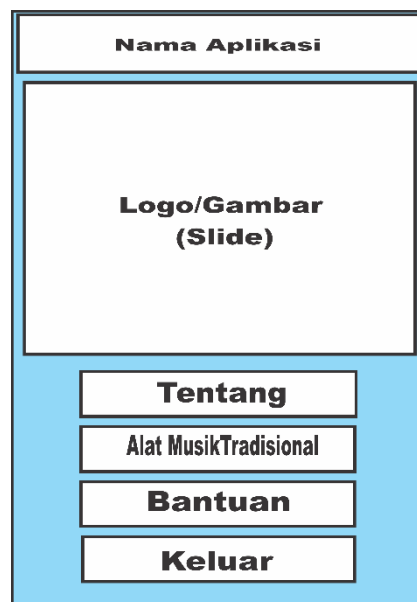 Nama Aplikasi
Logo/Gambar
(Slide)
Tentang
Alat MusikTradisional
Bantuan
Keluar